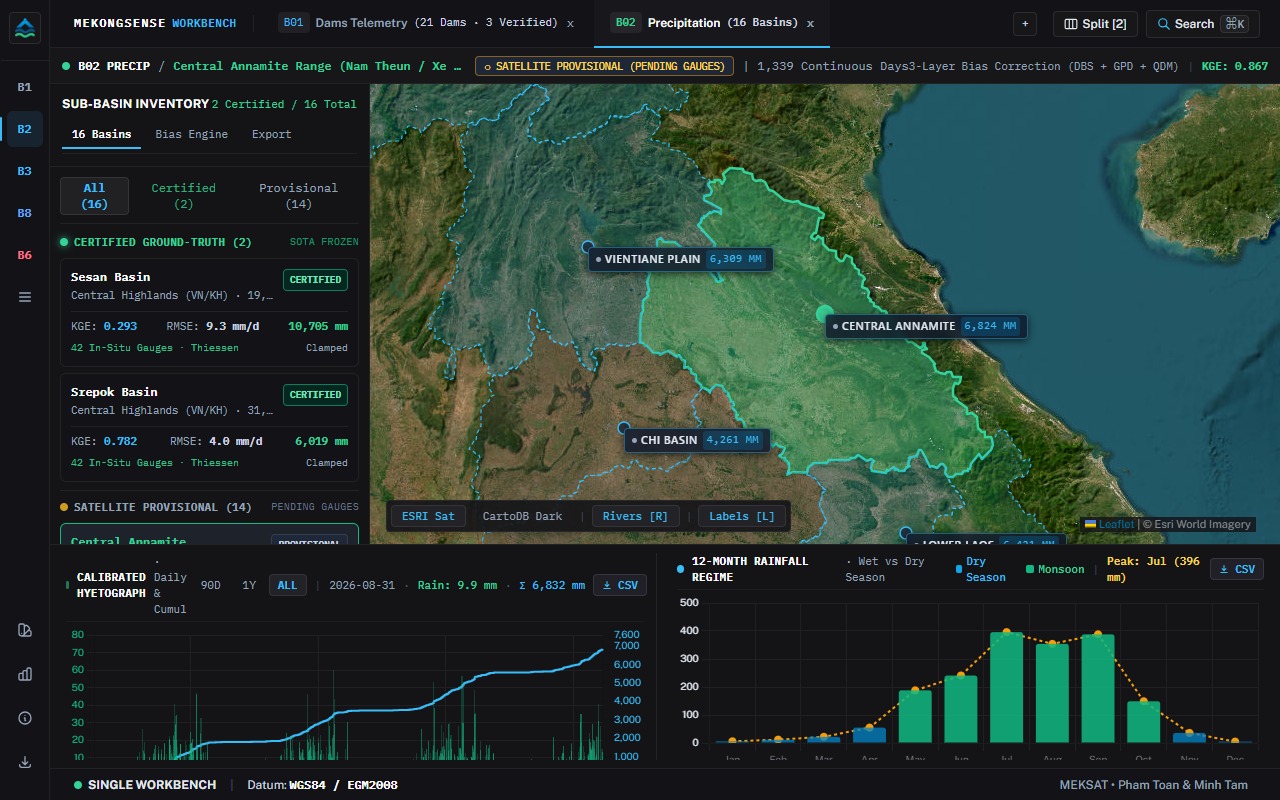 MEKONGSENSE WORKBENCH
B01 Dams Telemetry (21 Dams · 3 Verified) x
B02 Precipitation (16 Basins) x
+
Split [2]
Search ⌘K
B02 PRECIP / Central Annamite Range (Nam Theun / Xe …
SATELLITE PROVISIONAL (PENDING GAUGES)
| 1,339 Continuous Days3-Layer Bias Correction (DBS + GPD + QDM) | KGE: 0.867
B1
B2
B3
B8
B6
SUB-BASIN INVENTORY 2 Certified / 16 Total
16 Basins Bias Engine Export
All (16)
Certified (2)
Provisional (14)
CERTIFIED GROUND-TRUTH (2) SOTA FROZEN
Sesan Basin CERTIFIED
Central Highlands (VN/KH) · 19,…
KGE: 0.293 RMSE: 9.3 mm/d 10,705 mm
42 In-Situ Gauges · Thiessen Clamped
Srepok Basin CERTIFIED
Central Highlands (VN/KH) · 31,…
KGE: 0.782 RMSE: 4.0 mm/d 6,019 mm
42 In-Situ Gauges · Thiessen Clamped
SATELLITE PROVISIONAL (14) PENDING GAUGES
Central Annamite PROVISIONAL
VIENTIANE PLAIN 6,309 MM
CENTRAL ANNAMITE 6,824 MM
CHI BASIN 4,261 MM
LOWER LAOS 6,431 MM
ESRI Sat CartoDB Dark | Rivers [R] | Labels [L]
Leaflet | © Esri World Imagery
CALIBRATED HYETOGRAPH
· Daily & Cumul
90D 1Y ALL | 2026-08-31 · Rain: 9.9 mm · Σ 6,832 mm
CSV
80
70
60
50
40
30
20
10
7,600
7,000
6,000
5,000
4,000
3,000
2,000
1,000
12-MONTH RAINFALL REGIME
· Wet vs Dry Season
Dry Season
Monsoon |
Peak: Jul (396 mm)
CSV
500
400
300
200
100
0
Jan Feb Mar Apr May Jun Jul Aug Sep Oct Nov Dec
SINGLE WORKBENCH | Datum: WGS84 / EGM2008
MEKSAT • Pham Toan & Minh Tam